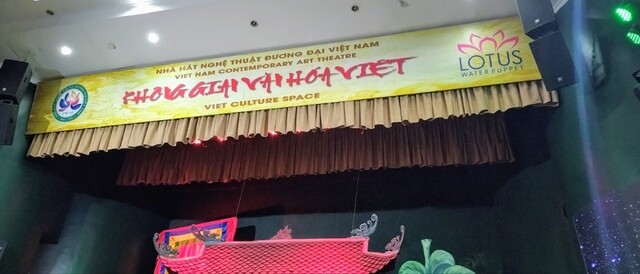 NHÀ HÁT NGHỆ THUẬT ĐƯƠNG ĐẠI VIỆT NAM
VIET NAM CONTEMPORARY ART THEATRE
KHÔNG GIAN VĂN HÓA VIỆT
VIET CULTURE SPACE
LOTUS
WATER PUPPET